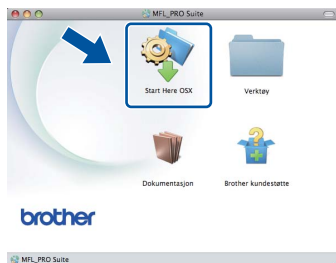 MFL_PRO Suite
Start Here OSX
Verktøy
Dokumentasjon
Brother kundestøtte
brother
MFL_PRO Suite